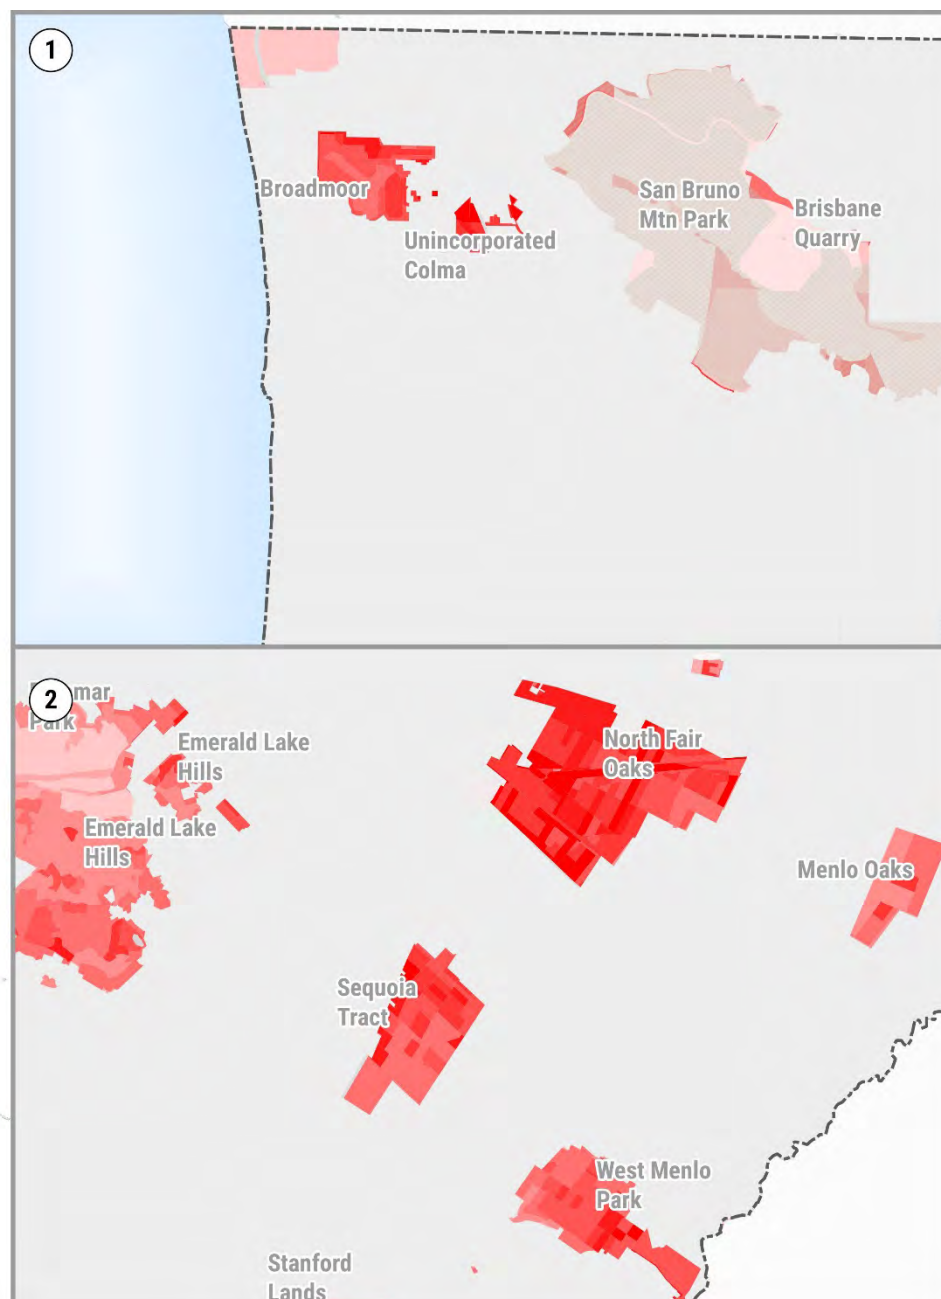 1
Broadmoor
Unincorporated
Colma
San Bruno
Mtn Park
Brisbane
Quarry
2
Park
Emerald Lake
Hills
Emerald Lake
Hills
North Fair
Oaks
Menlo Oaks
Sequoia
Tract
West Menlo
Park
Stanford
Lands